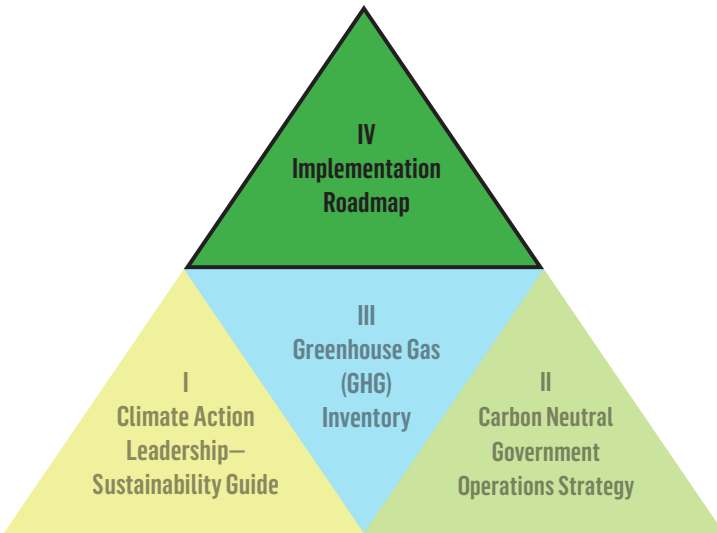 IV
Implementation
Roadmap
III
Greenhouse Gas
(GHG)
Inventory
I
Climate Action
Leadership—
Sustainability Guide
II
Carbon Neutral
Government
Operations Strategy